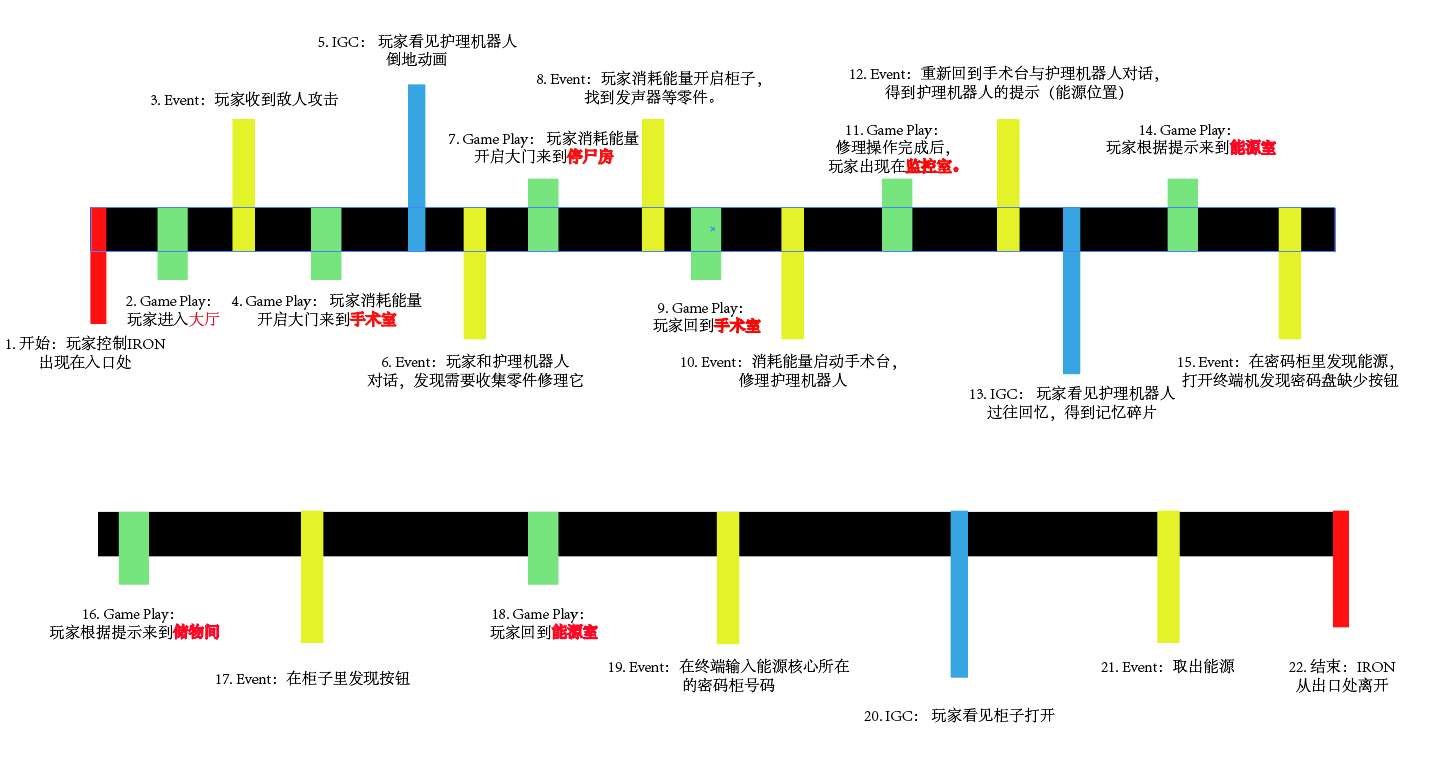 1. 开始：玩家控制IRON
出现在入口处
2. Game Play：
玩家进入大厅
3. Event：玩家收到敌人攻击
4. Game Play： 玩家消耗能量
开启大门来到手术室
5. IGC： 玩家看见护理机器人
倒地动画
6. Event：玩家和护理机器人
对话，发现需要收集零件修理它
7. Game Play： 玩家消耗能量
开启大门来到停尸房
8. Event：玩家消耗能量开启柜子，
找到发声器等零件。
9. Game Play：
玩家回到手术室
10. Event：消耗能量启动手术台，
修理护理机器人
11. Game Play：
修理操作完成后，
玩家出现在监控室。
12. Event：重新回到手术台与护理机器人对话，
得到护理机器人的提示（能源位置）
13. IGC： 玩家看见护理机器人
过往回忆，得到记忆碎片
14. Game Play：
玩家根据提示来到能源室
15. Event：在密码柜里发现能源，
打开终端机发现密码盘缺少按钮
16. Game Play：
玩家根据提示来到储物间
17. Event：在柜子里发现按钮
18. Game Play：
玩家回到能源室
19. Event：在终端输入能源核心所在
的密码柜号码
20. IGC： 玩家看见柜子打开
21. Event：取出能源
22. 结束：IRON
从出口处离开